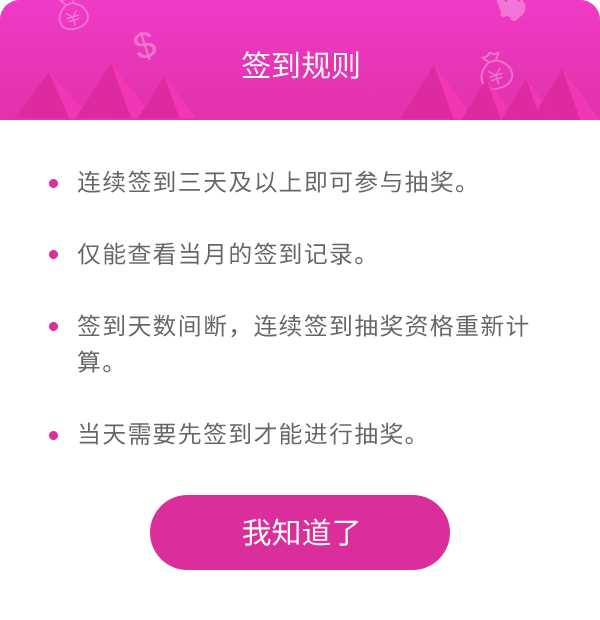 签到规则
连续签到三天及以上即可参与抽奖。
仅能查看当月的签到记录。
签到天数间断，连续签到抽奖资格重新计
算。
当天需要先签到才能进行抽奖。
我知道了